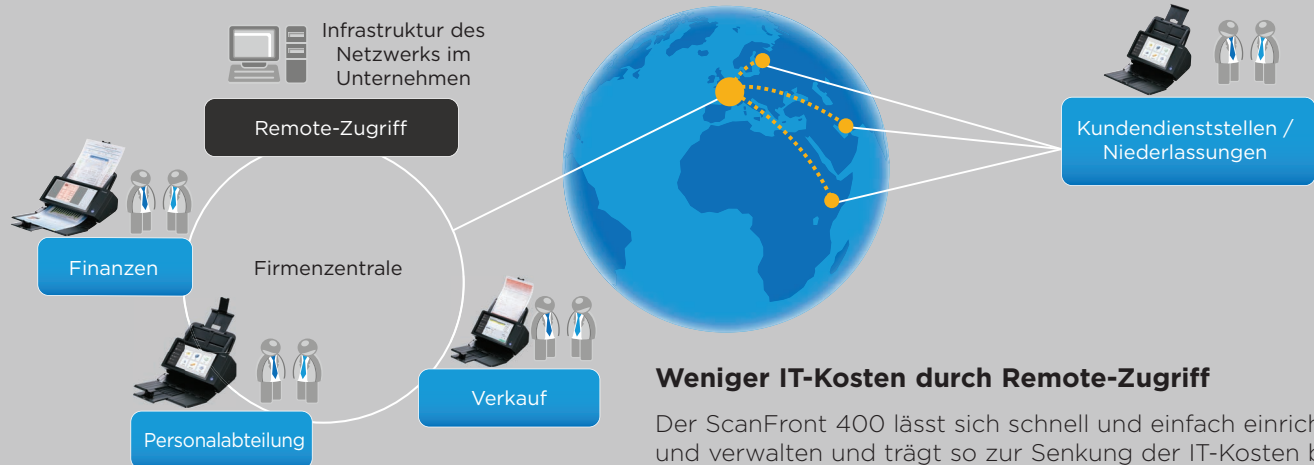 Infrastruktur des
Netzwerks im
Unternehmen
Remote-Zugriff
Kundendienststellen /
Niederlassungen
Finanzen
Firmenzentrale
Verkauf
Personalabteilung
Weniger IT-Kosten durch Remote-Zugriff
Der ScanFront 400 lässt sich schnell und einfach
und verwalten und trägt so zur Senkung der IT-Kosten